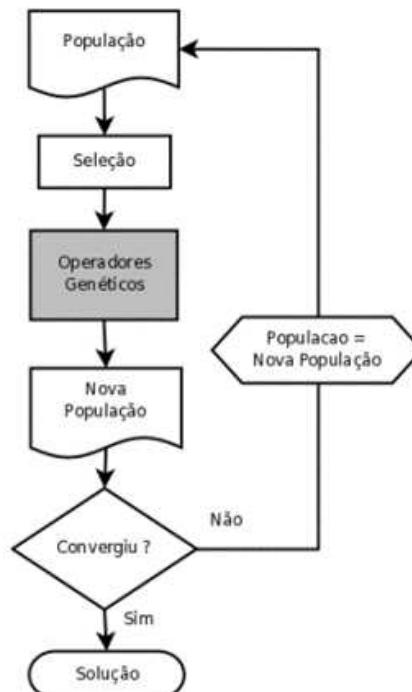 População
Seleção
Operadores
Genéticos
Populacao =
Nova População
Nova
População
Não
Convergiu ?
Sim
Solução